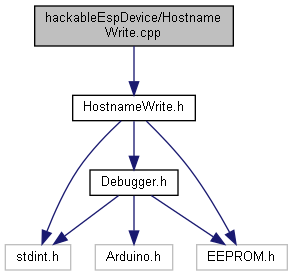 hackableEspDevice/Hostname
Write.cpp
HostnameWrite.h
Debugger.h
stdint.h
Arduino.h
EEPROM.h